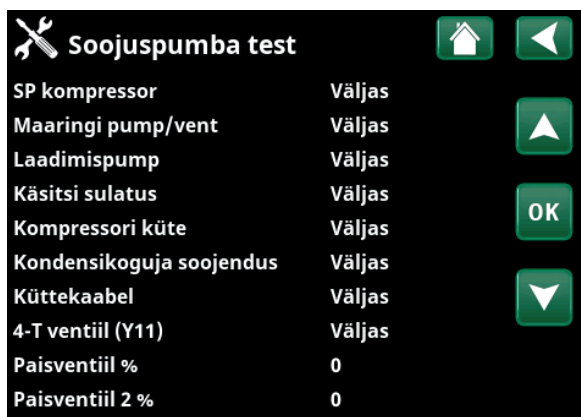 Soojuspumba test
SP kompressor Väljas
Maaringi pump/vent Väljas
Laadimispump Väljas
Käsitsi sulatus Väljas
OK
Kompressori küte Väljas
Kondensikoguja soojendus Väljas
Küttekaabel Väljas
4-T ventiil (Y11) Väljas
Paisventiil % 0
Paisventiil 2 % 0